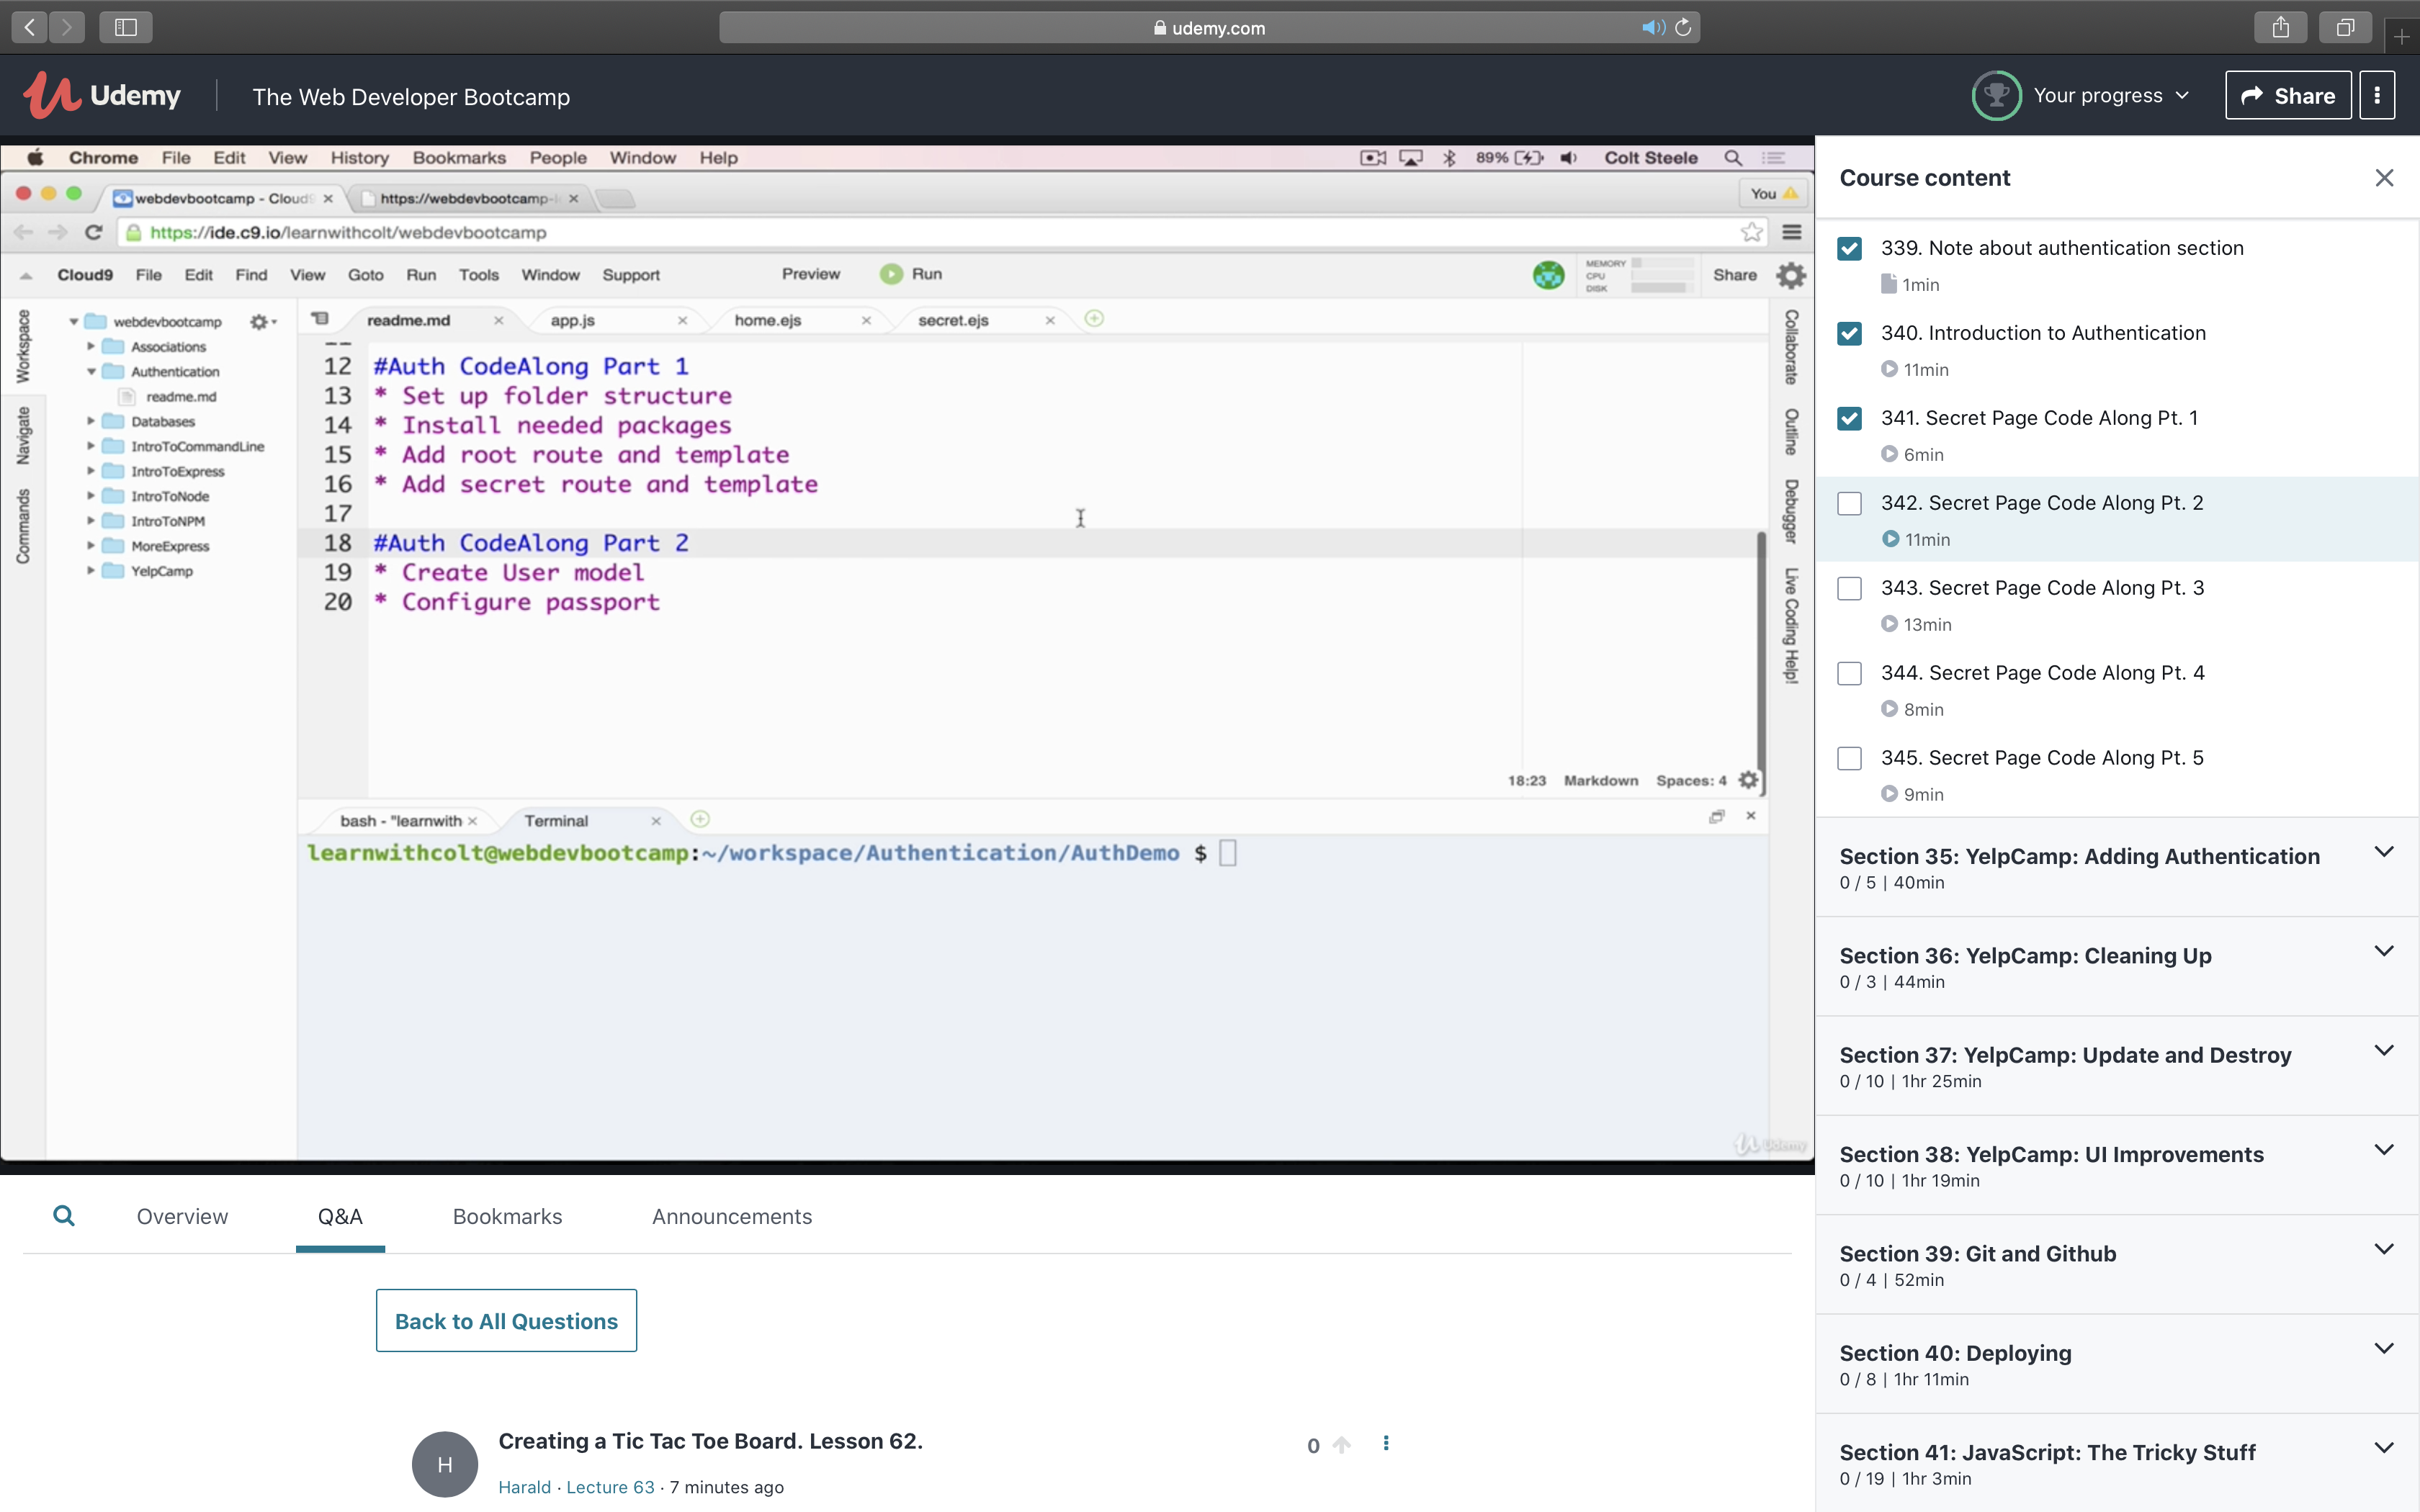 udemy.com
Udemy
The Web Developer Bootcamp
Your progress
Share
Chrome File Edit View History Bookmarks People Window Help
89%
Colt Steele
webdevbootcamp - Cloud9
https://webdevbootcamp-l
You
https://ide.c9.io/learnwithcolt/webdevbootcamp
Cloud9 File Edit Find View Goto Run Tools Window Support
Preview
Run
MEMORY
CPU
DISK
Share
Workspace
Navigate
Commands
webdevbootcamp
Associations
Authentication
readme.md
Databases
IntroToCommandLine
IntroToExpress
IntroToNode
IntroToNPM
MoreExpress
YelpCamp
readme.md
app.js
home.ejs
secret.ejs
12 #Auth CodeAlong Part 1
13 * Set up folder structure
14 * Install needed packages
15 * Add root route and template
16 * Add secret route and template
17
18 #Auth CodeAlong Part 2
19 * Create User model
20 * Configure passport
18:23 Markdown Spaces: 4
Collaborate
Outline
Debugger
Live Coding Help!
bash - "learnwith
Terminal
learnwithcolt@webdevbootcamp:~/workspace/Authentication/AuthDemo $
Udemy
Overview
Q&A
Bookmarks
Announcements
Back to All Questions
H
Creating a Tic Tac Toe Board. Lesson 62.
0
Harald · Lecture 63 · 7 minutes ago
Course content
339. Note about authentication section
1min
340. Introduction to Authentication
11min
341. Secret Page Code Along Pt. 1
6min
342. Secret Page Code Along Pt. 2
11min
343. Secret Page Code Along Pt. 3
13min
344. Secret Page Code Along Pt. 4
8min
345. Secret Page Code Along Pt. 5
9min
Section 35: YelpCamp: Adding Authentication
0 / 5 | 40min
Section 36: YelpCamp: Cleaning Up
0 / 3 | 44min
Section 37: YelpCamp: Update and Destroy
0 / 10 | 1hr 25min
Section 38: YelpCamp: UI Improvements
0 / 10 | 1hr 19min
Section 39: Git and Github
0 / 4 | 52min
Section 40: Deploying
0 / 8 | 1hr 11min
Section 41: JavaScript: The Tricky Stuff
0 / 19 | 1hr 3min